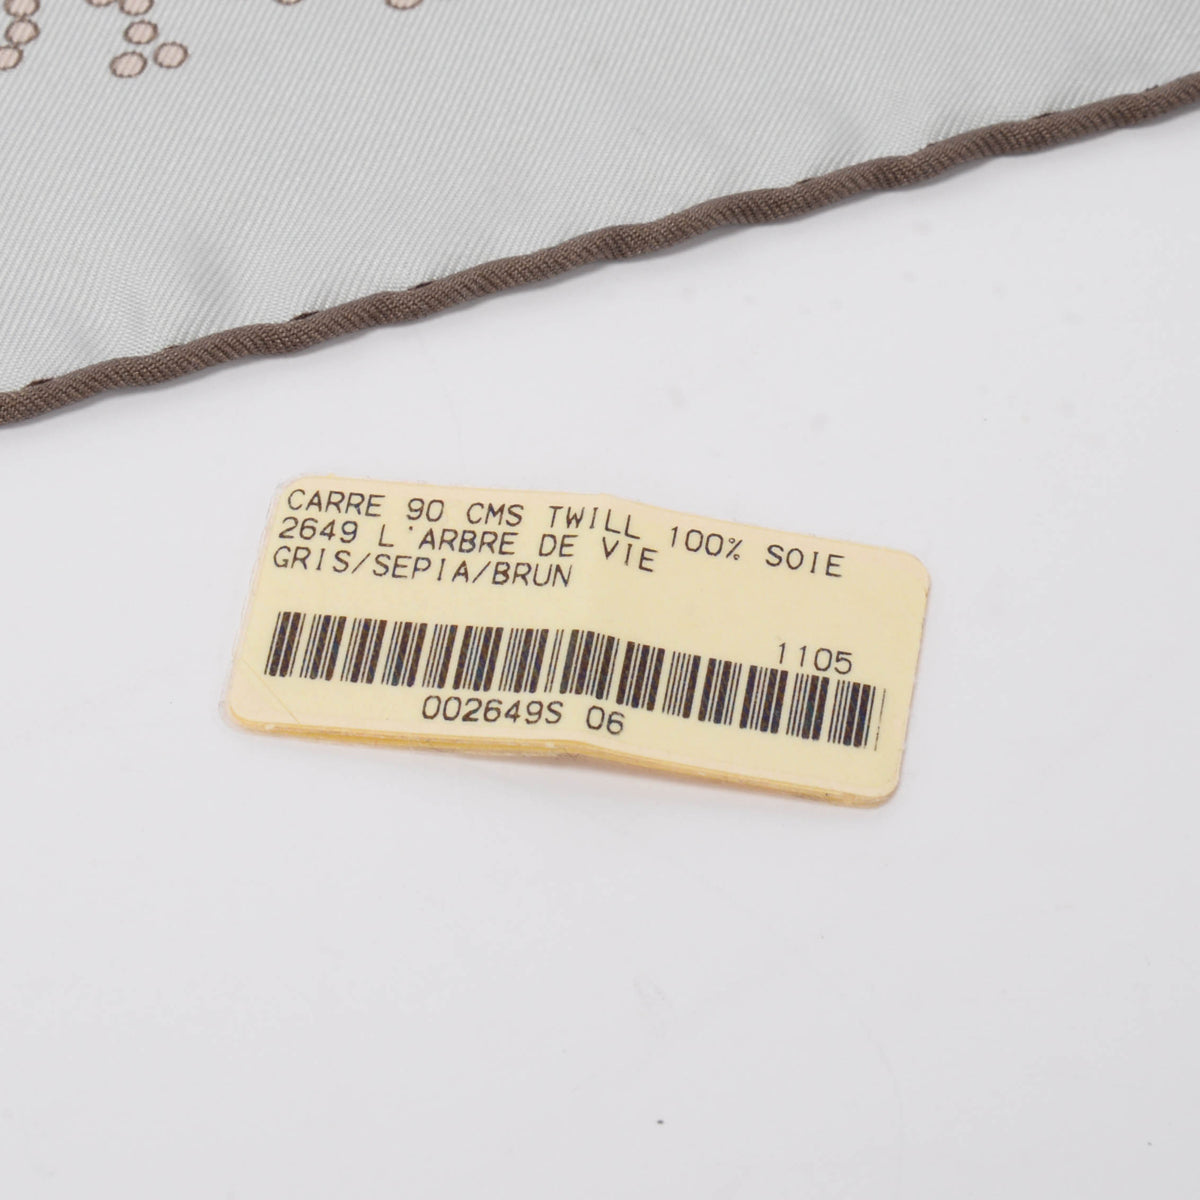 CARRE 90 CMS TWILL 100% SOIE
2649 L'ARBRE DE VIE
GRIS/SEPIA/BRUN
1105
002649S 06